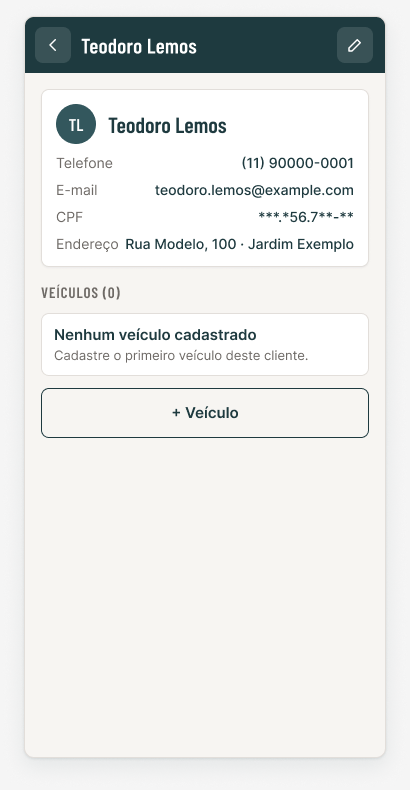 Teodoro Lemos
TL Teodoro Lemos
Telefone (11) 90000-0001
E-mail teodoro.lemos@example.com
CPF ***.*56.7**-**
Endereço Rua Modelo, 100 · Jardim Exemplo
VEÍCULOS (0)
Nenhum veículo cadastrado
Cadastre o primeiro veículo deste cliente.
+ Veículo